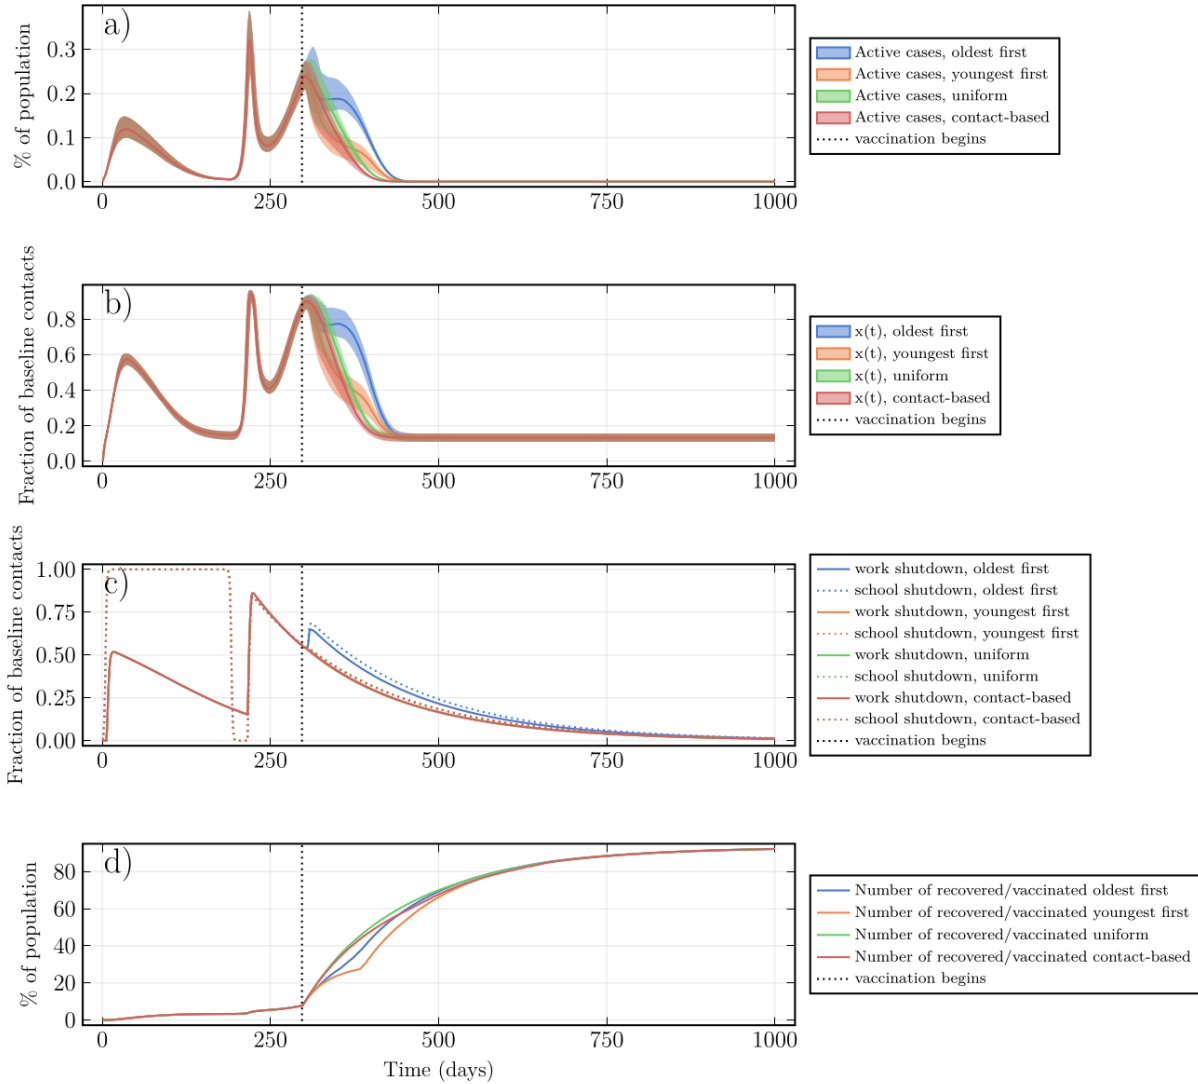 a)
% of population
0.3
0.2
0.1
0.0
0
250
500
750
1000
Active cases, oldest first
Active cases, youngest first
Active cases, uniform
Active cases, contact-based
vaccination begins
b)
Fraction of baseline contacts
0.8
0.6
0.4
0.2
0.0
0
250
500
750
1000
x(t), oldest first
x(t), youngest first
x(t), uniform
x(t), contact-based
vaccination begins
c)
Fraction of baseline contacts
1.00
0.75
0.50
0.25
0.00
0
250
500
750
1000
work shutdown, oldest first
school shutdown, oldest first
work shutdown, youngest first
school shutdown, youngest first
work shutdown, uniform
school shutdown, uniform
work shutdown, contact-based
school shutdown, contact-based
vaccination begins
d)
% of population
80
60
40
20
0
0
250
500
750
1000
Time (days)
Number of recovered/vaccinated oldest first
Number of recovered/vaccinated youngest first
Number of recovered/vaccinated uniform
Number of recovered/vaccinated contact-based
vaccination begins